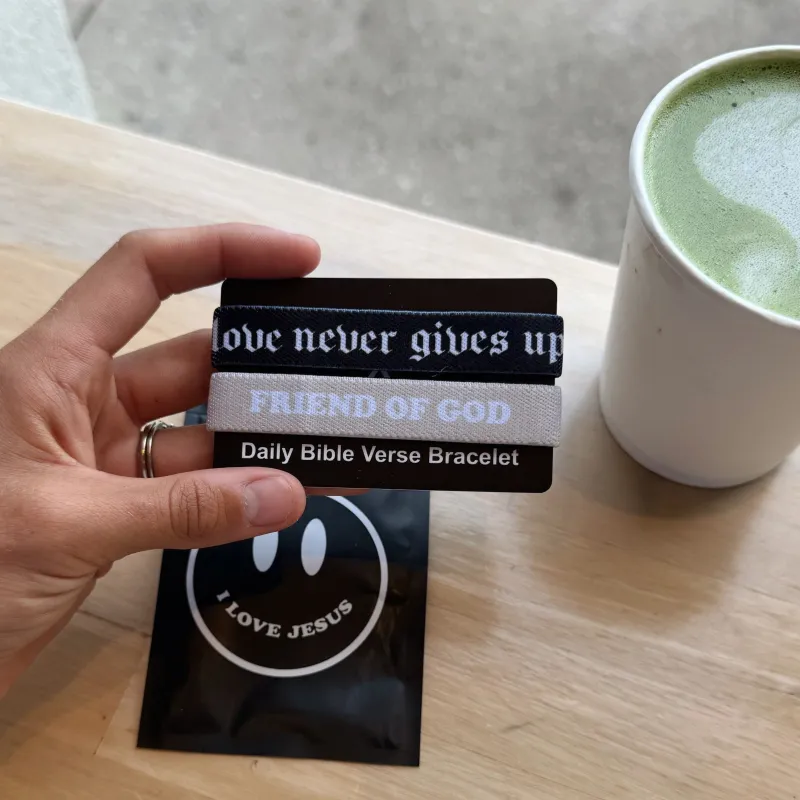 love never gives up
FRIEND OF GOD
Daily Bible Verse Bracelet
I LOVE JESUS